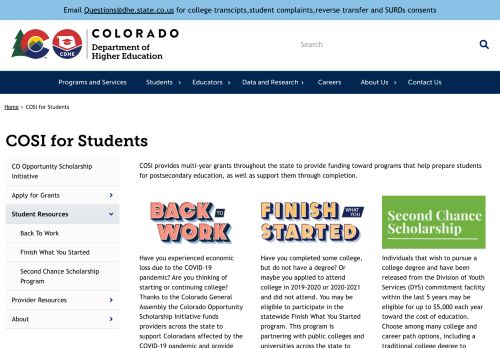 Email Questions@dhe.state.co.us for college transcipts,student complaints,reverse transfer and SURDs consents
COLORADO
Department of
Higher Education
CDHE
Search
Programs and Services
Students
Educators
Data and Research
Careers
About Us
Contact Us
Home › COSI for Students
COSI for Students
CO Opportunity Scholarship
Initiative
Apply for Grants
Student Resources
Back To Work
Finish What You Started
Second Chance Scholarship
Program
Provider Resources
About
COSI provides multi-year grants throughout the state to provide funding toward programs that help prepare students
for postsecondary education, as well as support them through completion.
BACK TO
WORK
Have you experienced economic
loss due to the COVID-19
pandemic? Are you thinking of
starting or continuing college?
Thanks to the Colorado General
Assembly the Colorado Opportunity
Scholarship Initiative funds
providers across the state to
support Coloradans affected by the
COVID-19 pandemic and provide
FINISH WHAT YOU
STARTED
Have you completed some college,
but do not have a degree? Or
maybe you applied to attend
college in 2019-2020 or 2020-2021
and did not attend. You may be
eligible to participate in the
statewide Finish What You Started
program. This program is
partnering with public colleges and
universities across the state to
Second Chance
Scholarship
Individuals that wish to pursue a
college degree and have been
released from the Division of Youth
Services (DYS) commitment facility
within the last 5 years may be
eligible for up to $5,000 each year
toward the cost of education.
Choose among many college and
career path options, including a
traditional college degree to